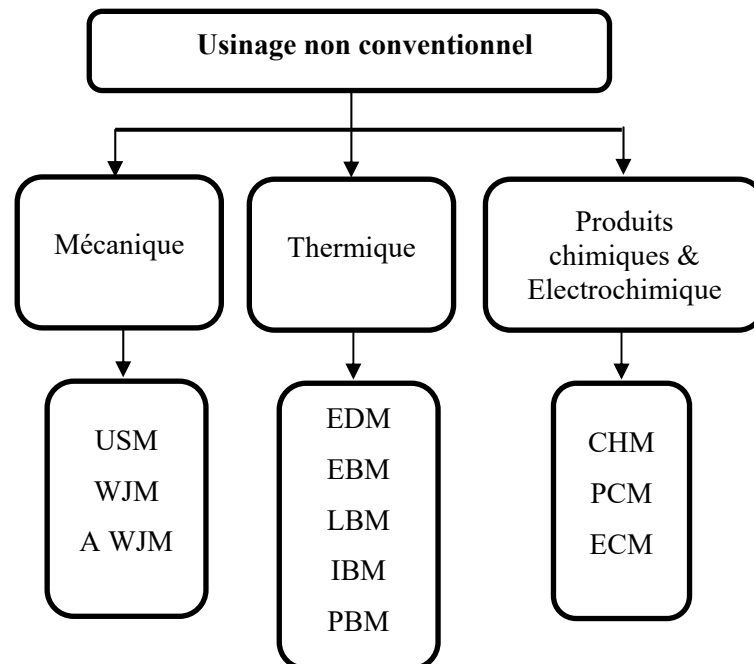 Usinage non conventionnel
Mécanique
Thermique
Produits
chimiques &
Electrochimique
USM
WJM
A WJM
EDM
EBM
LBM
IBM
PBM
CHM
PCM
ECM